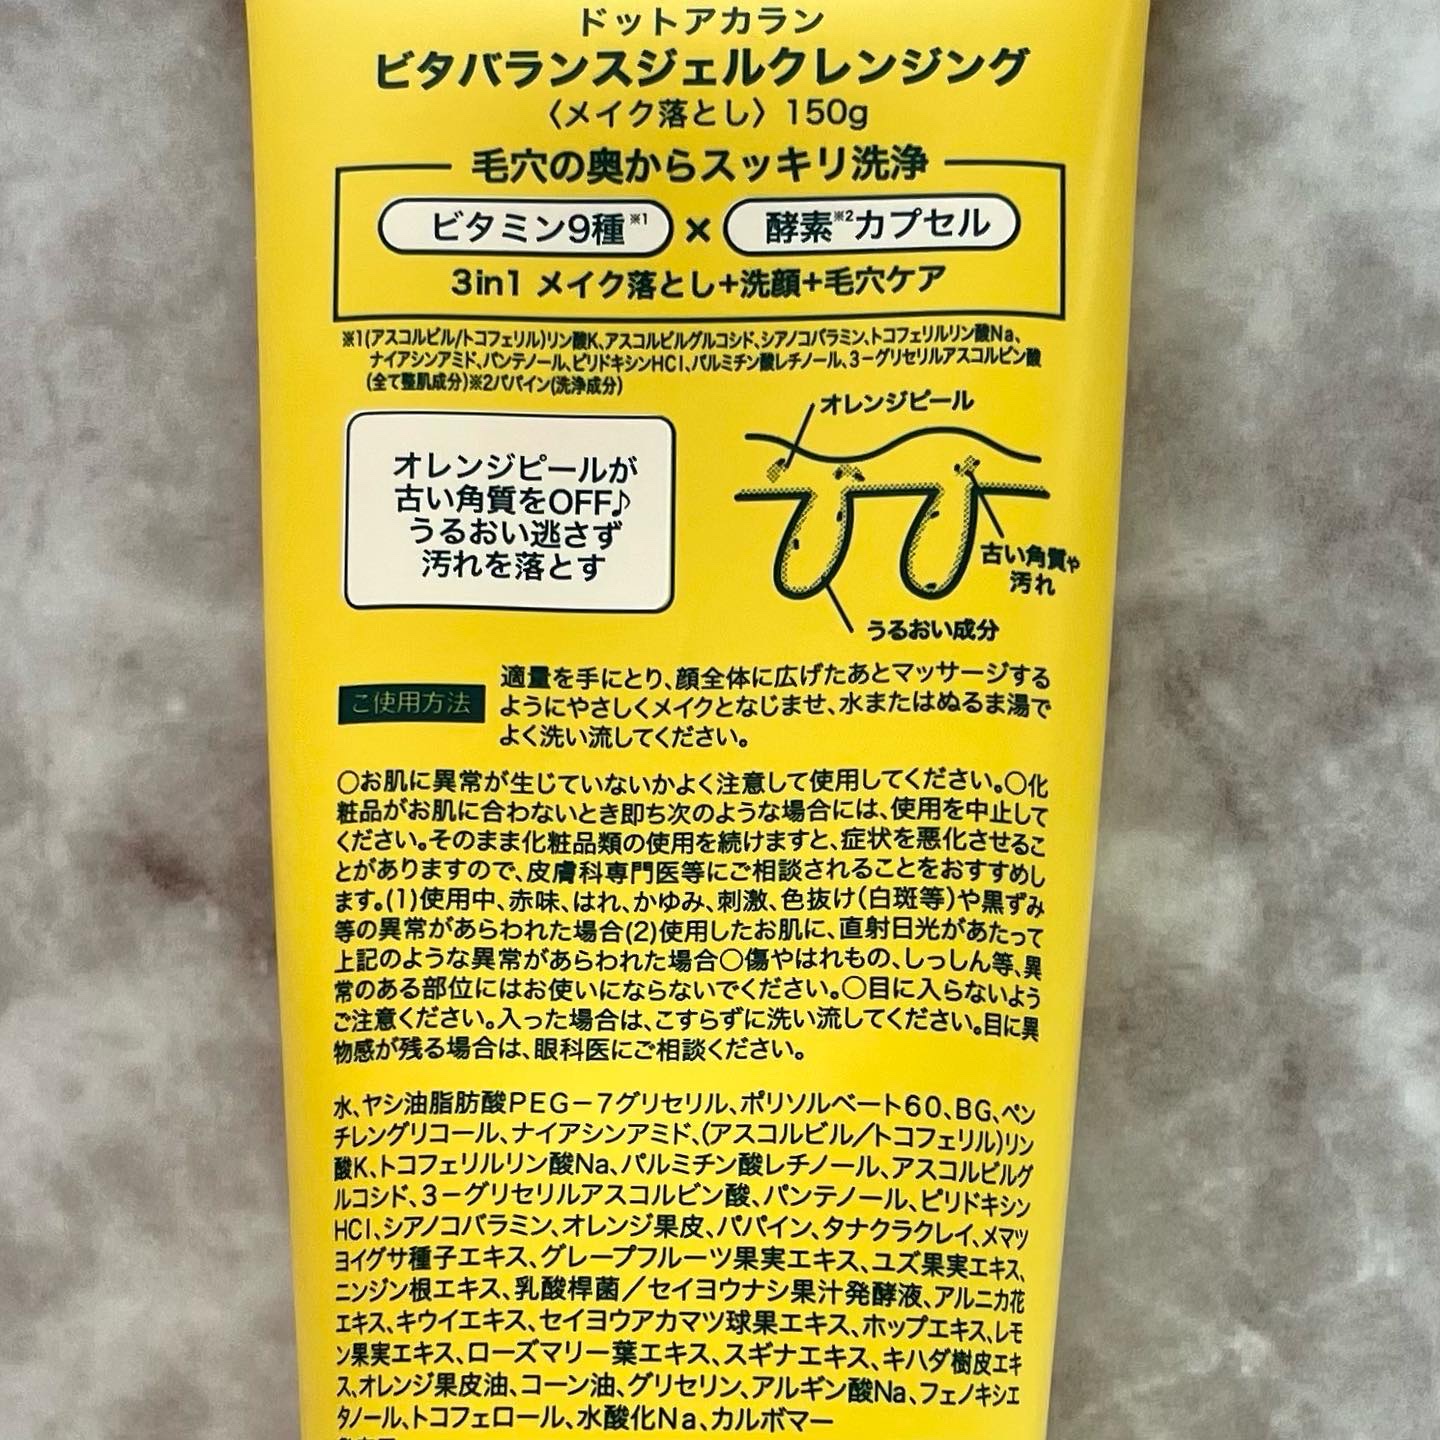 ドットアカラン
ビタバランスジェルクレンジング
〈メイク落とし〉150g
毛穴の奥からスッキリ洗浄
ビタミン9種※1 × 酵素※2カプセル
3in1 メイク落とし+洗顔+毛穴ケア
※1(アスコルビル/トコフェリル)リン酸K、アスコルビルグルコシド、シアノコバラミン、トコフェリルリン酸Na、
ナイアシンアミド、パンテノール、ピリドキシンHCI、パルミチン酸レチノール、3−グリセリルアスコルビン酸
(全て整肌成分)※2パパイン(洗浄成分)
オレンジピールが
古い角質をOFF♪
うるおい逃さず
汚れを落とす
オレンジピール
古い角質や
汚れ
うるおい成分
ご使用方法
適量を手にとり、顔全体に広げたあとマッサージする
ようにやさしくメイクとなじませ、水またはぬるま湯で
よく洗い流してください。
○お肌に異常が生じていないかよく注意して使用してください。○化
粧品がお肌に合わないとき即ち次のような場合には、使用を中止して
ください。そのまま化粧品類の使用を続けますと、症状を悪化させるこ
とがありますので、皮膚科専門医等にご相談されることをおすすめし
ます。(1)使用中、赤味、はれ、かゆみ、刺激、色抜け(白斑等)や黒ずみ
等の異常があらわれた場合(2)使用したお肌に、直射日光があたって
上記のような異常があらわれた場合○傷やはれもの、しっしん等、異
常のある部位にはお使いにならないでください。○目に入らないよう
ご注意ください。入った場合は、こすらずに洗い流してください。目に異
物感が残る場合は、眼科医にご相談ください。
水、ヤシ油脂肪酸PEG−7グリセリル、ポリソルベート60、BG、ペン
チレングリコール、ナイアシンアミド、(アスコルビル/トコフェリル)リン
酸K、トコフェリルリン酸Na、パルミチン酸レチノール、アスコルビルグ
ルコシド、3−グリセリルアスコルビン酸、パンテノール、ピリドキシン
HCI、シアノコバラミン、オレンジ果皮、パパイン、タナクラクレイ、メマツ
ヨイグサ種子エキス、グレープフルーツ果実エキス、ユズ果実エキス、
ニンジン根エキス、乳酸桿菌/セイヨウナシ果汁発酵液、アルニカ花
エキス、キウイエキス、セイヨウアカマツ球果エキス、ホップエキス、レモ
ン果実エキス、ローズマリー葉エキス、スギナエキス、キハダ樹皮エキ
ス、オレンジ果皮油、コーン油、グリセリン、アルギン酸Na、フェノキシエ
タノール、トコフェロール、水酸化Na、カルボマー